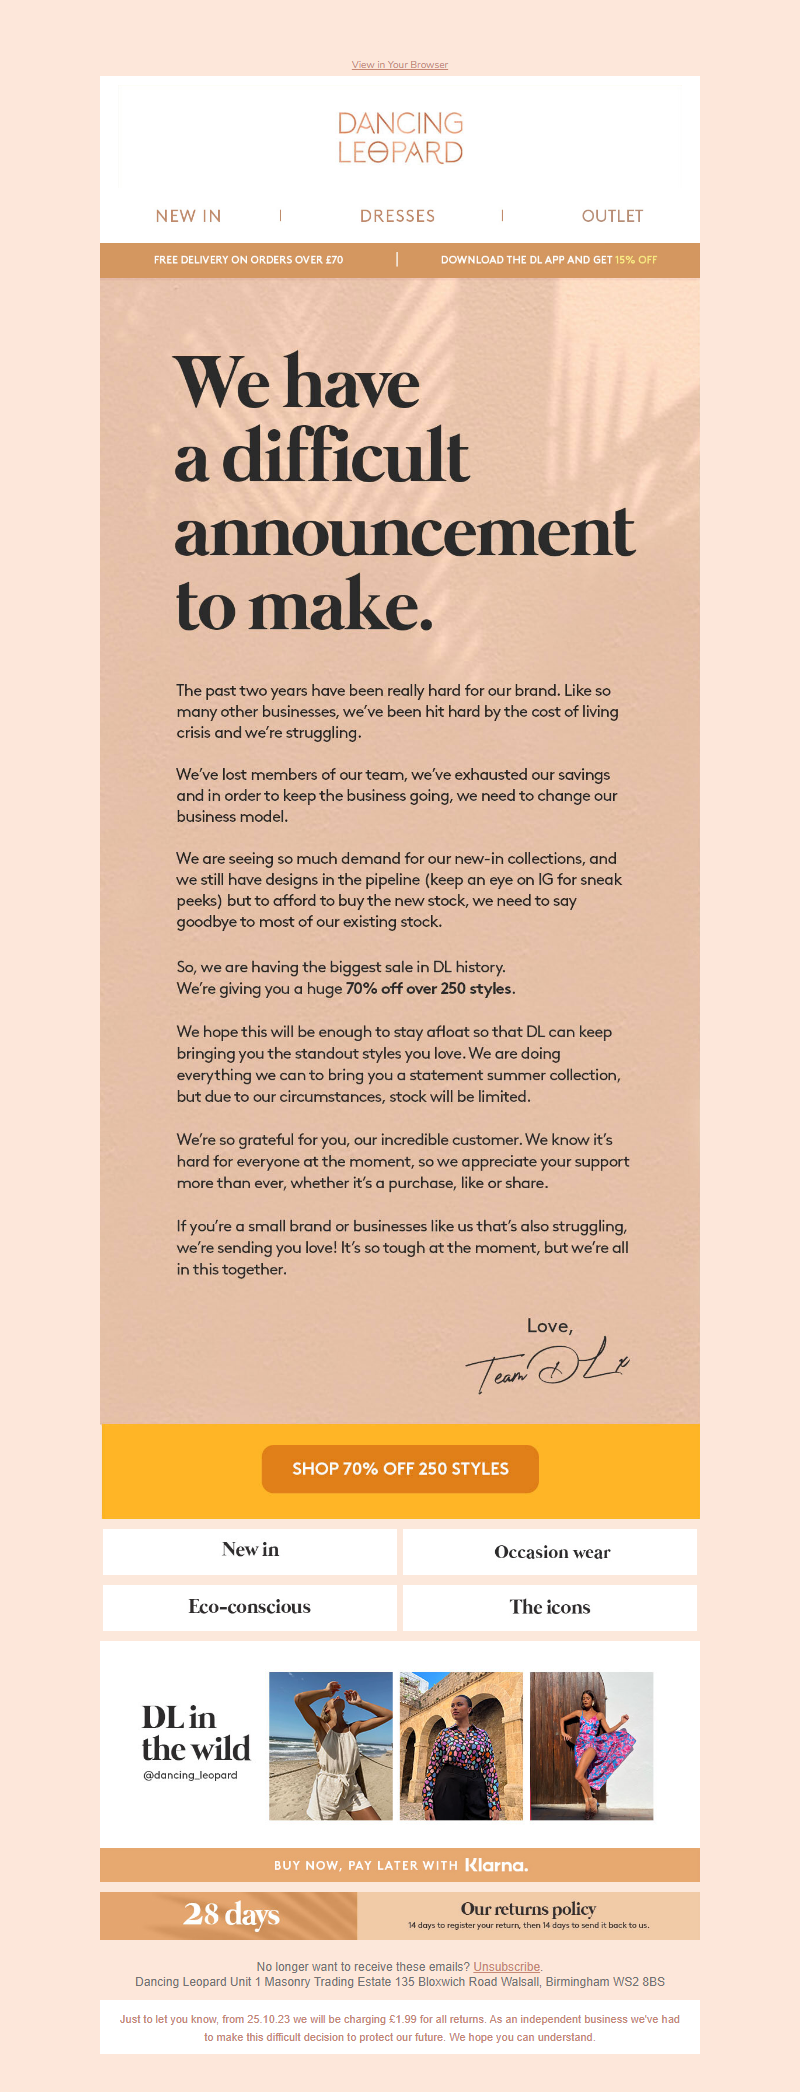 View in Your Browser
DANCING
LEOPARD
NEW IN | DRESSES | OUTLET
FREE DELIVERY ON ORDERS OVER £70 | DOWNLOAD THE DL APP AND GET 15% OFF
We have
a difficult
announcement
to make.
The past two years have been really hard for our brand. Like so
many other businesses, we've been hit hard by the cost of living
crisis and we're struggling.
We've lost members of our team, we've exhausted our savings
and in order to keep the business going, we need to change our
business model.
We are seeing so much demand for our new-in collections, and
we still have designs in the pipeline (keep an eye on IG for sneak
peeks) but to afford to buy the new stock, we need to say
goodbye to most of our existing stock.
So, we are having the biggest sale in DL history.
We're giving you a huge 70% off over 250 styles.
We hope this will be enough to stay afloat so that DL can keep
bringing you the standout styles you love. We are doing
everything we can to bring you a statement summer collection,
but due to our circumstances, stock will be limited.
We're so grateful for you, our incredible customer. We know it's
hard for everyone at the moment, so we appreciate your support
more than ever, whether it's a purchase, like or share.
If you're a small brand or businesses like us that's also struggling,
we're sending you love! It's so tough at the moment, but we're all
in this together.
Love,
Team DL x
SHOP 70% OFF 250 STYLES
New in
Occasion wear
Eco-conscious
The icons
DL in
the wild
@dancing_leopard
BUY NOW, PAY LATER WITH Klarna.
28 days
Our returns policy
14 days to register your return, then 14 days to send it back to us.
No longer want to receive these emails? Unsubscribe.
Dancing Leopard Unit 1 Masonry Trading Estate 135 Bloxwich Road Walsall, Birmingham WS2 8BS
Just to let you know, from 25.10.23 we will be charging £1.99 for all returns. As an independent business we've had
to make this difficult decision to protect our future. We hope you can understand.